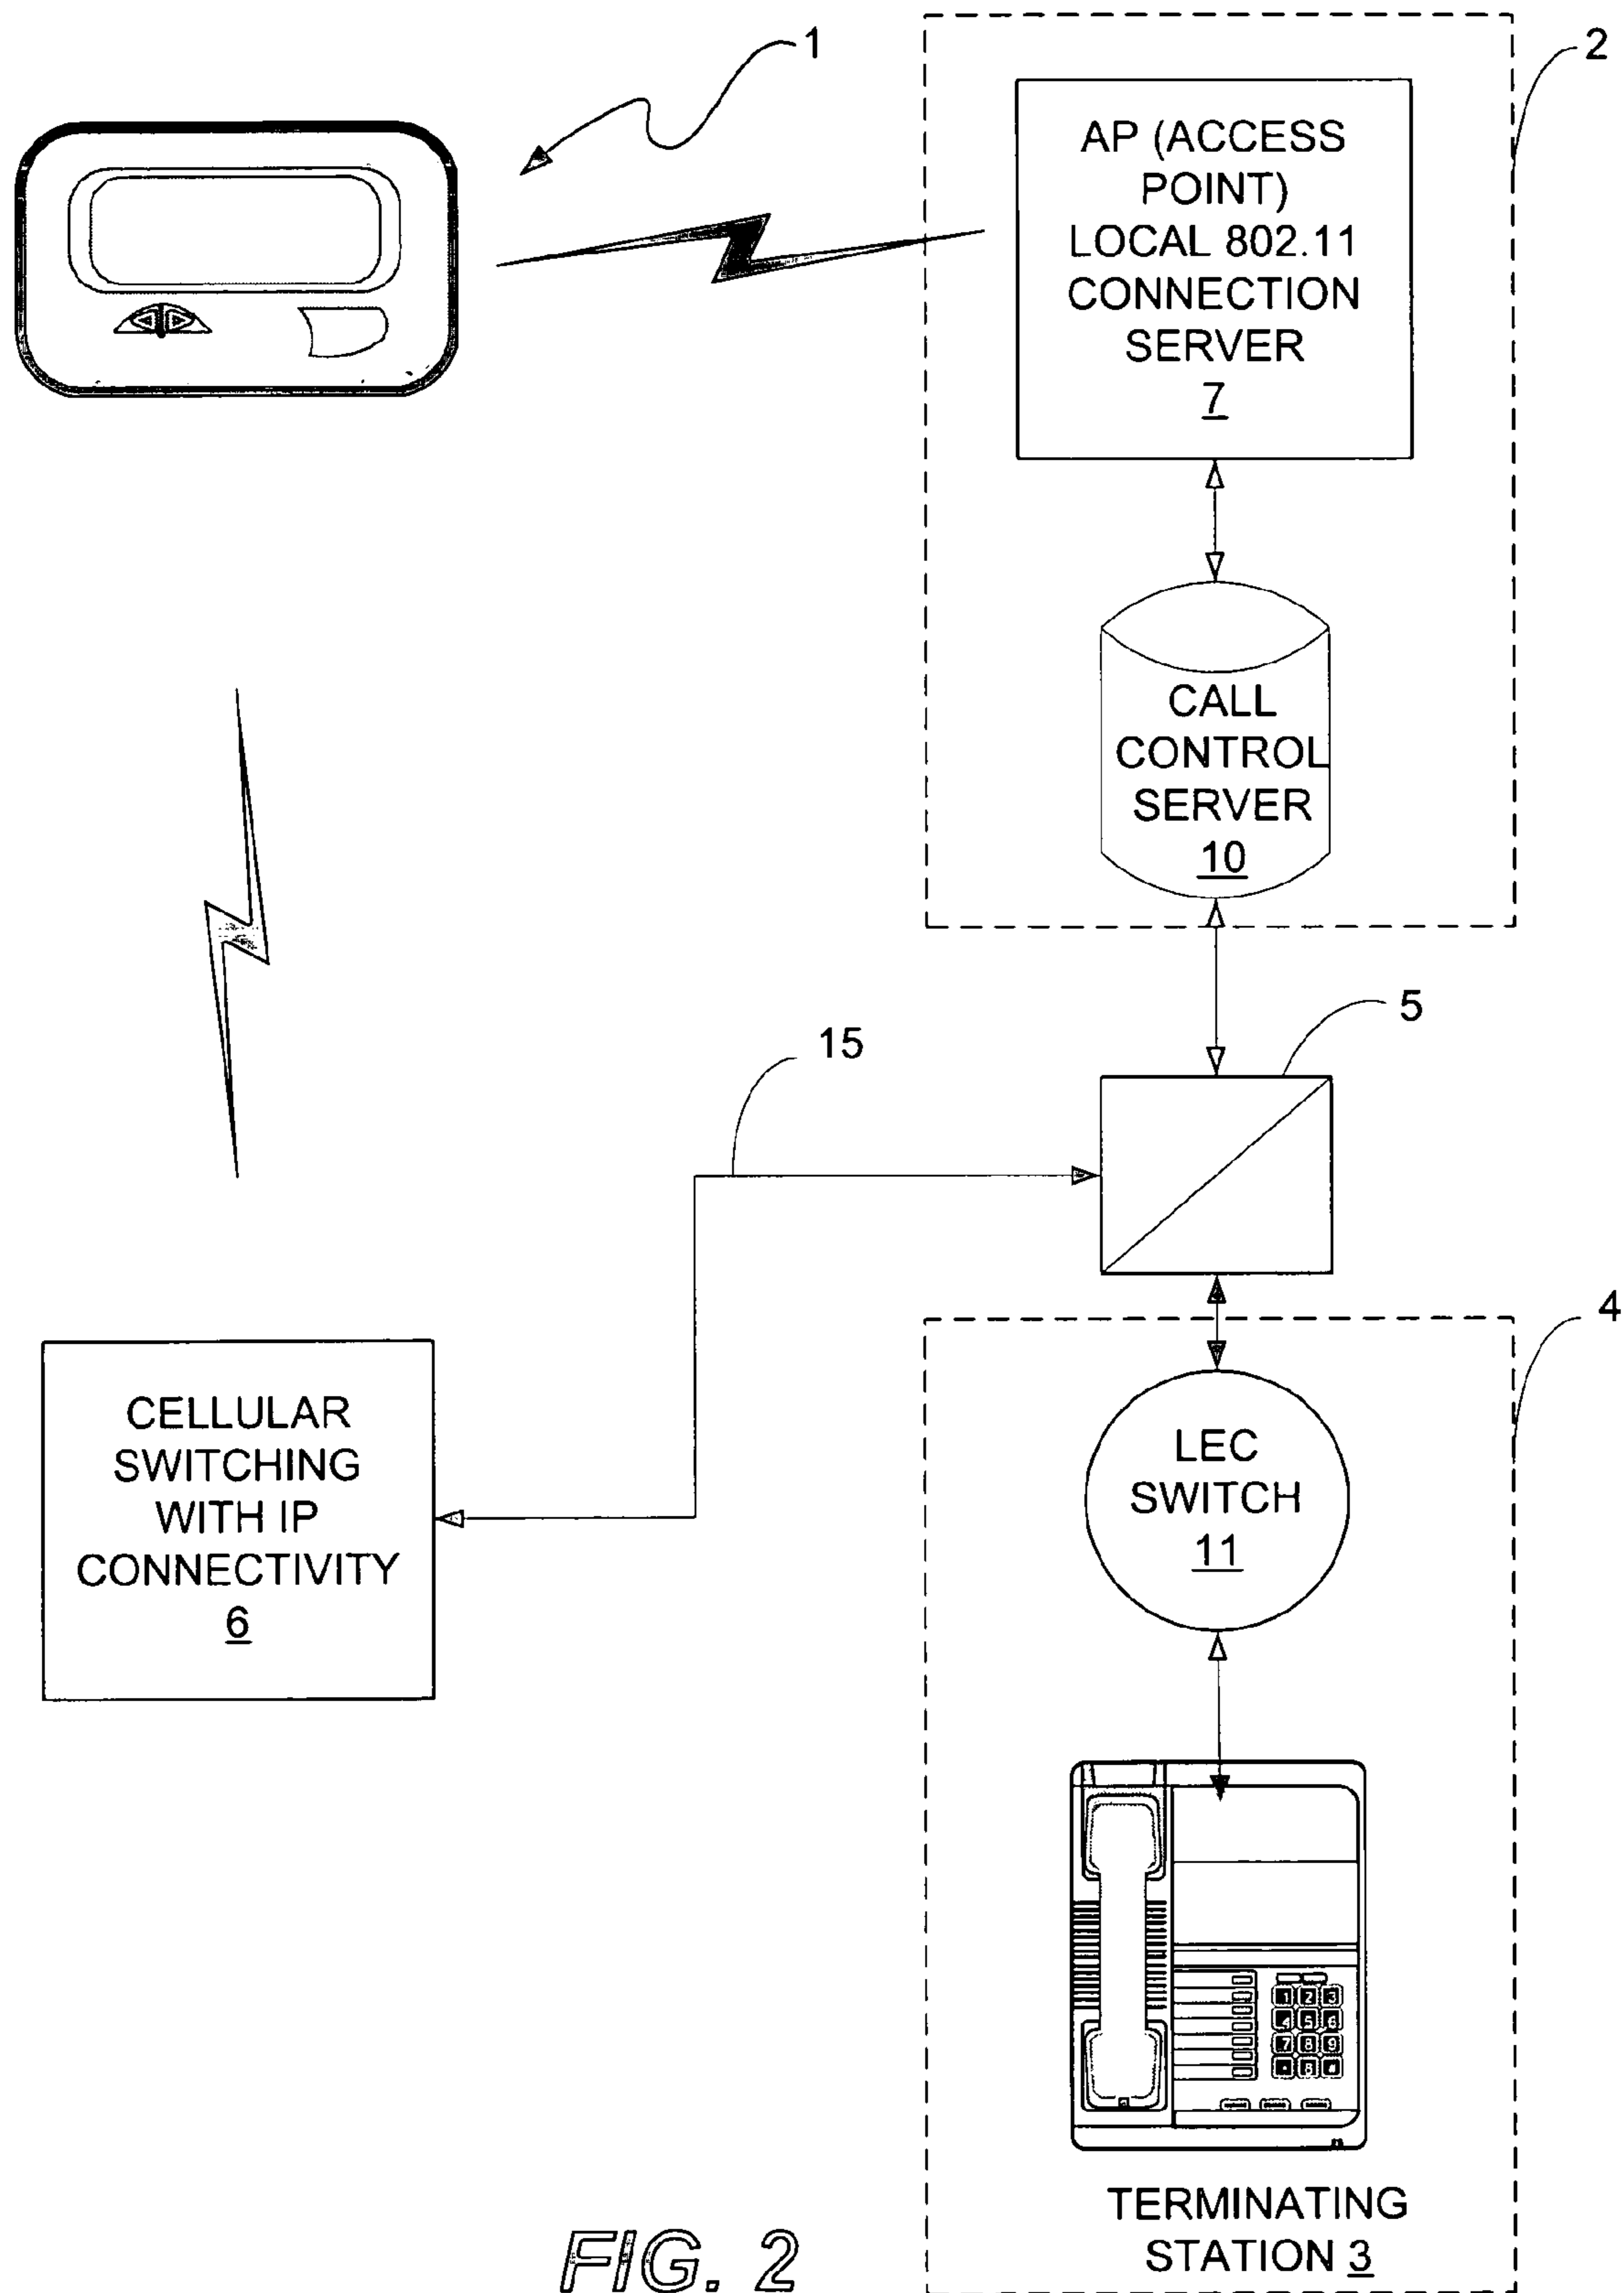 1
2
AP (ACCESS
POINT)
LOCAL 802.11
CONNECTION
SERVER
7
CALL
CONTROL
SERVER
10
5
15
4
CELLULAR
SWITCHING
WITH IP
CONNECTIVITY
6
LEC
SWITCH
11
1 2 3
4 5 6
7 8 9
TERMINATING
STATION 3
FIG. 2